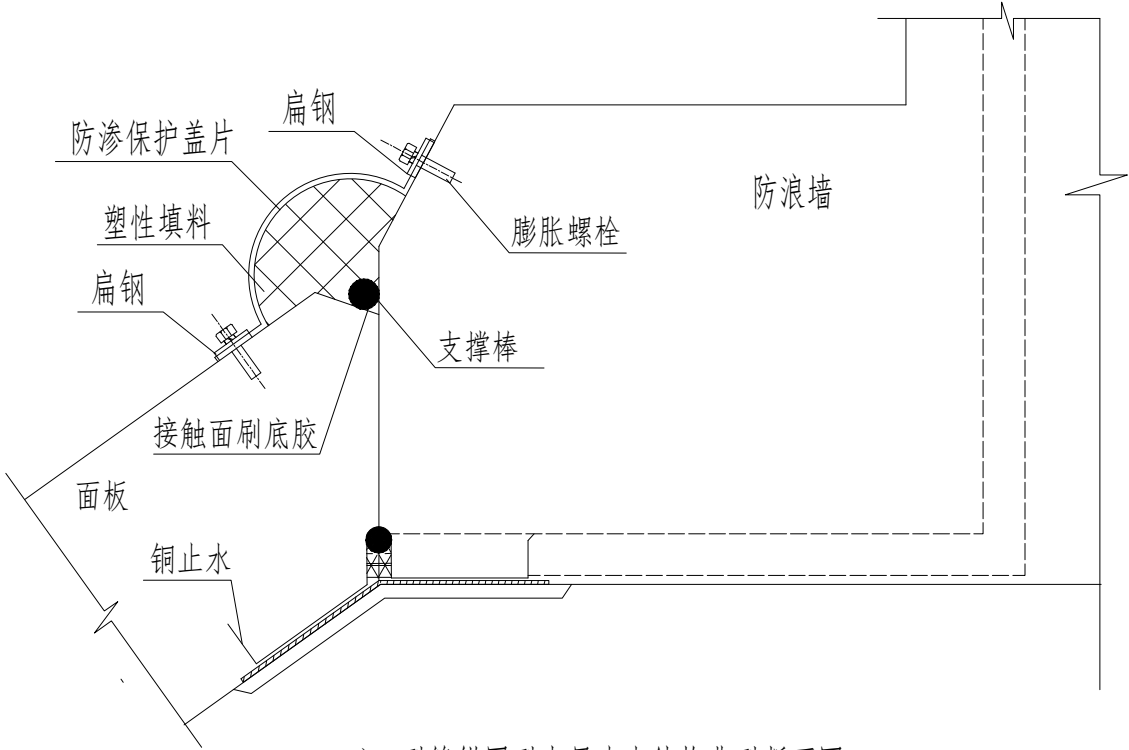 扁钢
防渗保护盖片
防浪墙
塑性填料
膨胀螺栓
扁钢
支撑棒
接触面刷底胶
面板
铜止水